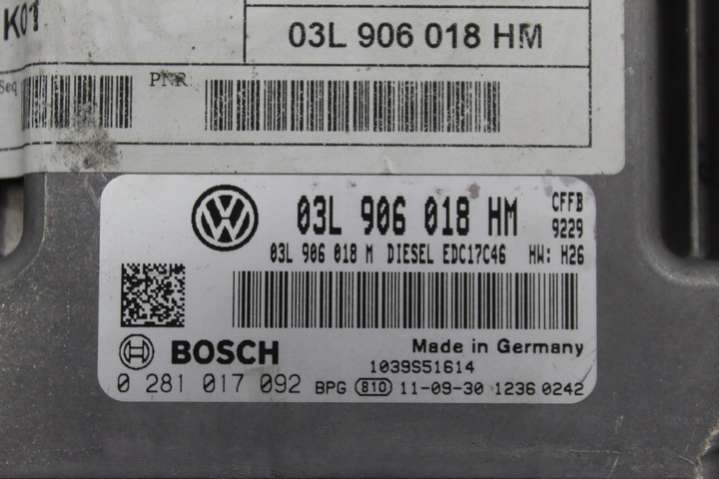 K01
03L 906 018 HM
Seq
PNR
03L 906 018 HM CFFB
9229
03L 906 018 M DIESEL EDC17C46 HW: H26
BOSCH Made in Germany
1039S51614
0 281 017 092 BPG 810 11-09-30 1236 0242